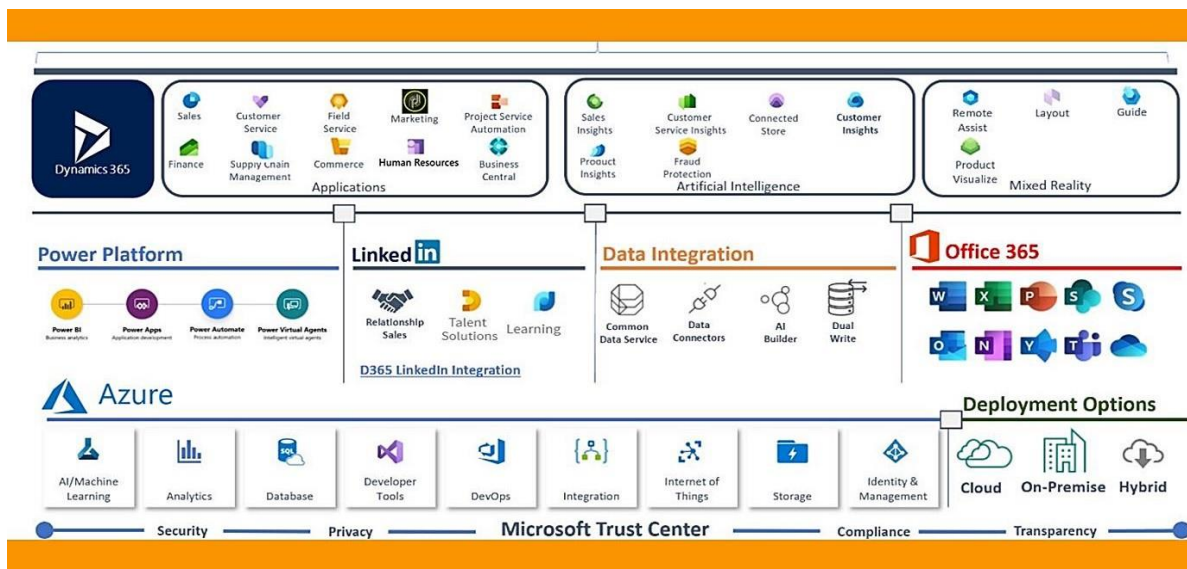 Dynamics 365
Sales
Customer
Service
Field
Service
Marketing
Project Service
Automation
Finance
Supply Chain
Management
Commerce
Human Resources
Business
Central
Applications
Sales
Insights
Customer
Service Insights
Connected
Store
Customer
Insights
Product
Insights
Fraud
Protection
Artificial Intelligence
Remote
Assist
Layout
Guide
Product
Visualize
Mixed Reality
Power Platform
Power BI
Business analytics
Power Apps
Application development
Power Automate
Process automation
Power Virtual Agents
Intelligent virtual agents
Linked in
Relationship
Sales
Talent
Solutions
Learning
D365 LinkedIn Integration
Data Integration
Common
Data Service
Data
Connectors
AI
Builder
Dual
Write
Office 365
W X P S S
O N Y T
Azure
AI/Machine
Learning
Analytics
SQL
Database
Developer
Tools
DevOps
Integration
Internet of
Things
Storage
Identity &
Management
Deployment Options
Cloud
On-Premise
Hybrid
Security
Privacy
Microsoft Trust Center
Compliance
Transparency